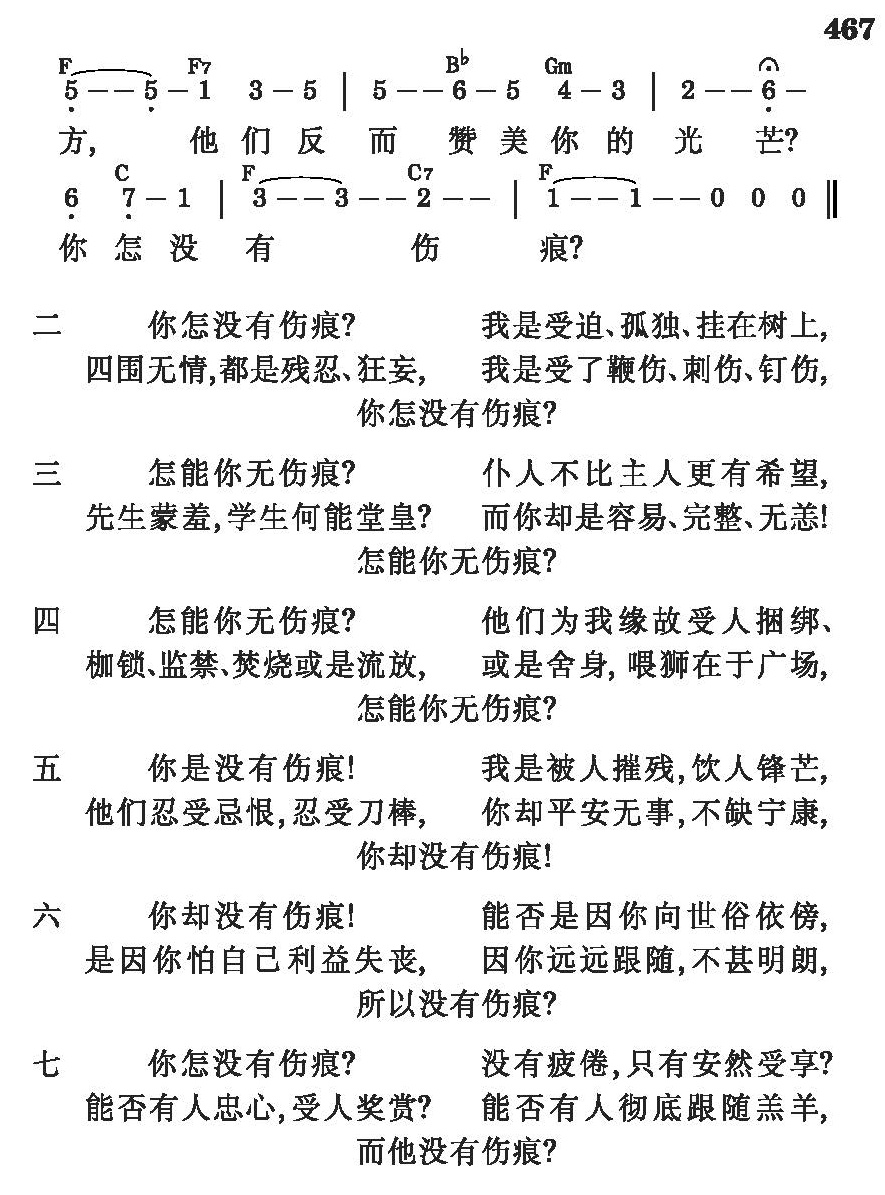 467
F F7 B♭ Gm
5 — — 5 — 1 3 — 5 | 5 — — 6 — 5 4 — 3 | 2 — — 6 —
方, 他们反而赞美你的光芒?
C F C7 F
6 7 — 1 | 3 — — 3 — — 2 — — | 1 — — 1 — — 0 0 0 ‖
你怎没有伤痕?
二 你怎没有伤痕? 我是受迫、孤独、挂在树上,
四围无情,都是残忍、狂妄, 我是受了鞭伤、刺伤、钉伤,
你怎没有伤痕?
三 怎能你无伤痕? 仆人不比主人更有希望,
先生蒙羞,学生何能堂皇? 而你却是容易、完整、无恙!
怎能你无伤痕?
四 怎能你无伤痕? 他们为我缘故受人捆绑、
枷锁、监禁、焚烧或是流放, 或是舍身, 喂狮在于广场,
怎能你无伤痕?
五 你是没有伤痕! 我是被人摧残,饮人锋芒,
他们忍受忌恨,忍受刀棒, 你却平安无事,不缺宁康,
你却没有伤痕!
六 你却没有伤痕! 能否是因你向世俗依傍,
是因你怕自己利益失丧, 因你远远跟随,不甚明朗,
所以没有伤痕?
七 你怎没有伤痕? 没有疲倦,只有安然受享?
能否有人忠心,受人奖赏? 能否有人彻底跟随羔羊,
而他没有伤痕?